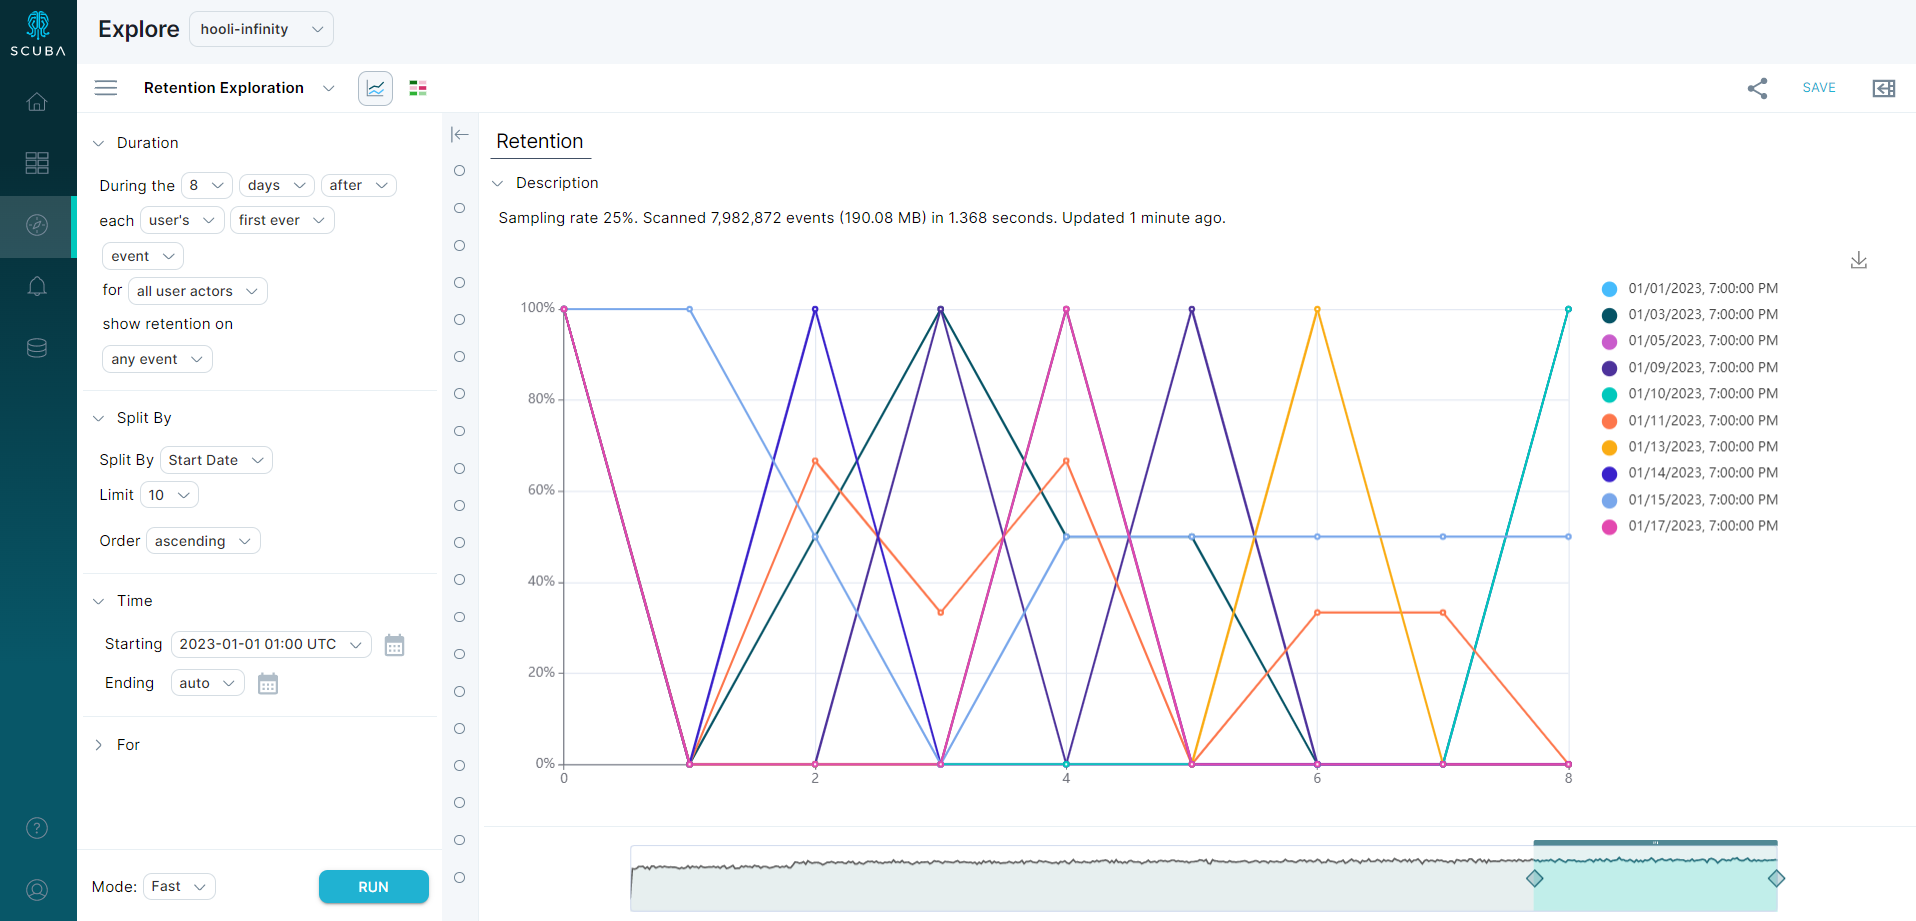 SCUBA
Explore
hooli-infinity
Retention Exploration
SAVE
Duration
During the 8 days after
each user's first ever
event
for all user actors
show retention on
any event
Split By
Split By Start Date
Limit 10
Order ascending
Time
Starting 2023-01-01 01:00 UTC
Ending auto
For
Mode: Fast RUN
?
Retention
Description
Sampling rate 25%. Scanned 7,982,872 events (190.08 MB) in 1.368 seconds. Updated 1 minute ago.
100%
80%
60%
40%
20%
0%
0 2 4 6 8
01/01/2023, 7:00:00 PM
01/03/2023, 7:00:00 PM
01/05/2023, 7:00:00 PM
01/09/2023, 7:00:00 PM
01/10/2023, 7:00:00 PM
01/11/2023, 7:00:00 PM
01/13/2023, 7:00:00 PM
01/14/2023, 7:00:00 PM
01/15/2023, 7:00:00 PM
01/17/2023, 7:00:00 PM